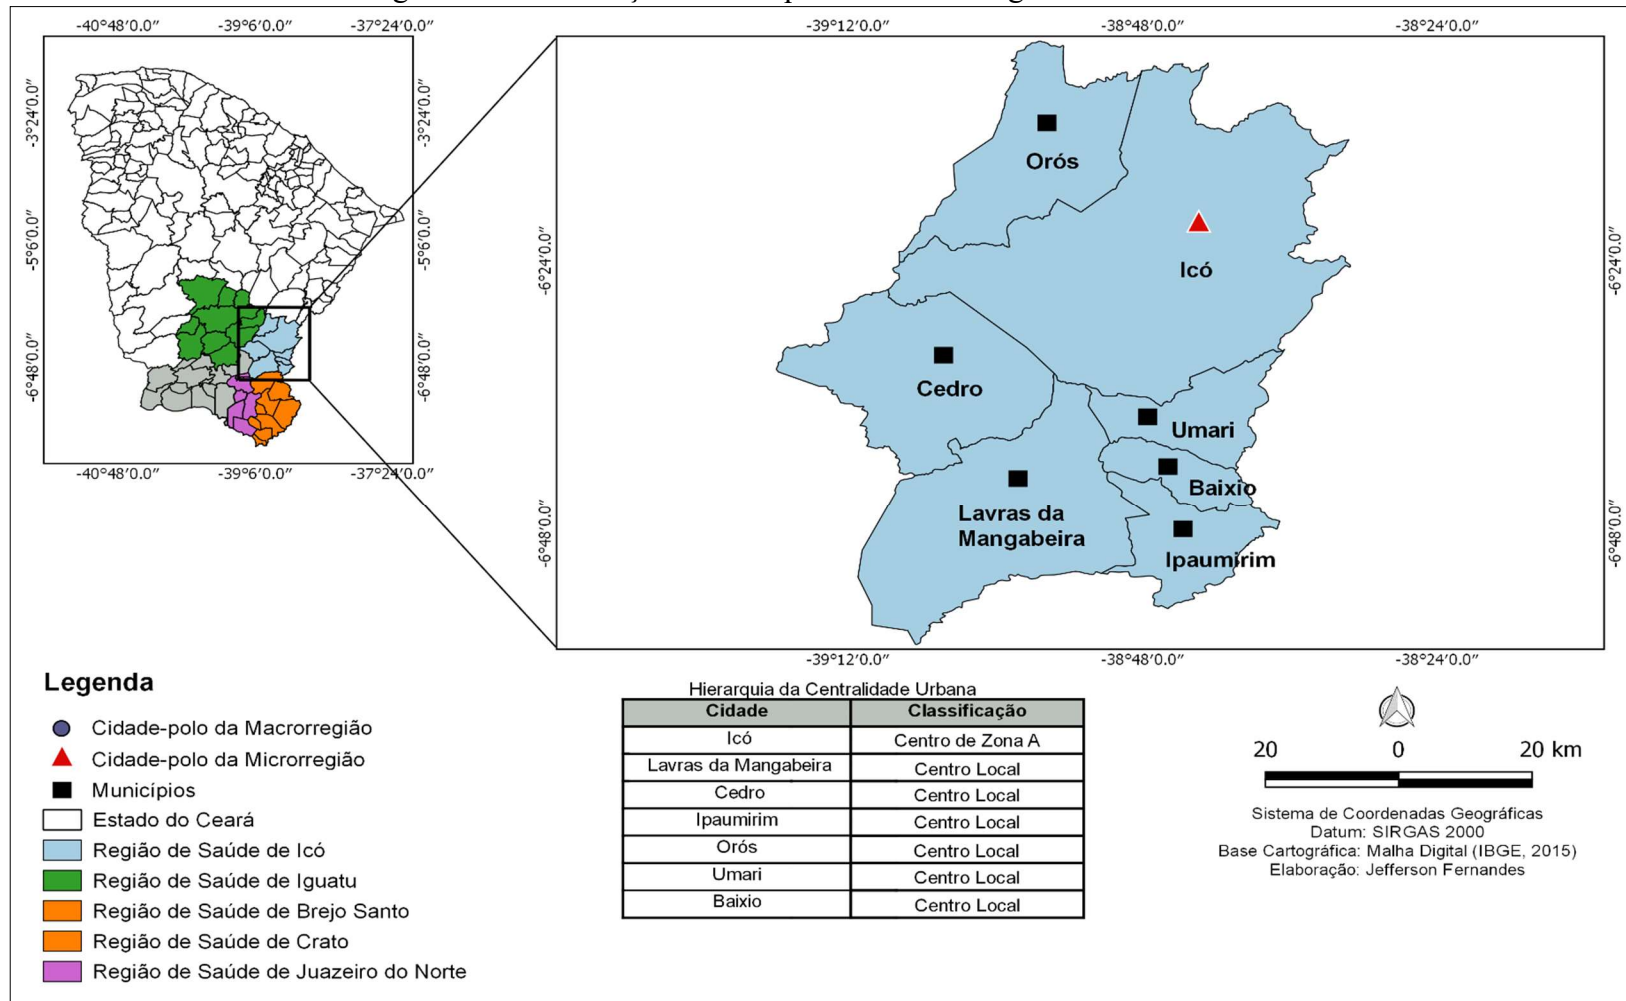 -40°48′0.0″ -39°6′0.0″ -37°24′0.0″
-39°12′0.0″ -38°48′0.0″ -38°24′0.0″
-3°24′0.0″
-5°6′0.0″
-6°48′0.0″
-3°24′0.0″
-5°6′0.0″
-6°48′0.0″
-40°48′0.0″ -39°6′0.0″ -37°24′0.0″
-6°24′0.0″
-6°48′0.0″
Orós
Icó
Cedro
Umari
Baixio
Lavras da
Mangabeira
Ipaumirim
-6°24′0.0″
-6°48′0.0″
-39°12′0.0″ -38°48′0.0″ -38°24′0.0″
Legenda
Cidade-polo da Macrorregião
Cidade-polo da Microrregião
Municípios
Estado do Ceará
Região de Saúde de Icó
Região de Saúde de Iguatu
Região de Saúde de Brejo Santo
Região de Saúde de Crato
Região de Saúde de Juazeiro do Norte
Hierarquia da Centralidade Urbana
Cidade Classificação
Icó Centro de Zona A
Lavras da Mangabeira Centro Local
Cedro Centro Local
Ipaumirim Centro Local
Orós Centro Local
Umari Centro Local
Baixio Centro Local
20 0 20 km
Sistema de Coordenadas Geográficas
Datum: SIRGAS 2000
Base Cartográfica: Malha Digital (IBGE, 2015)
Elaboração: Jefferson Fernandes